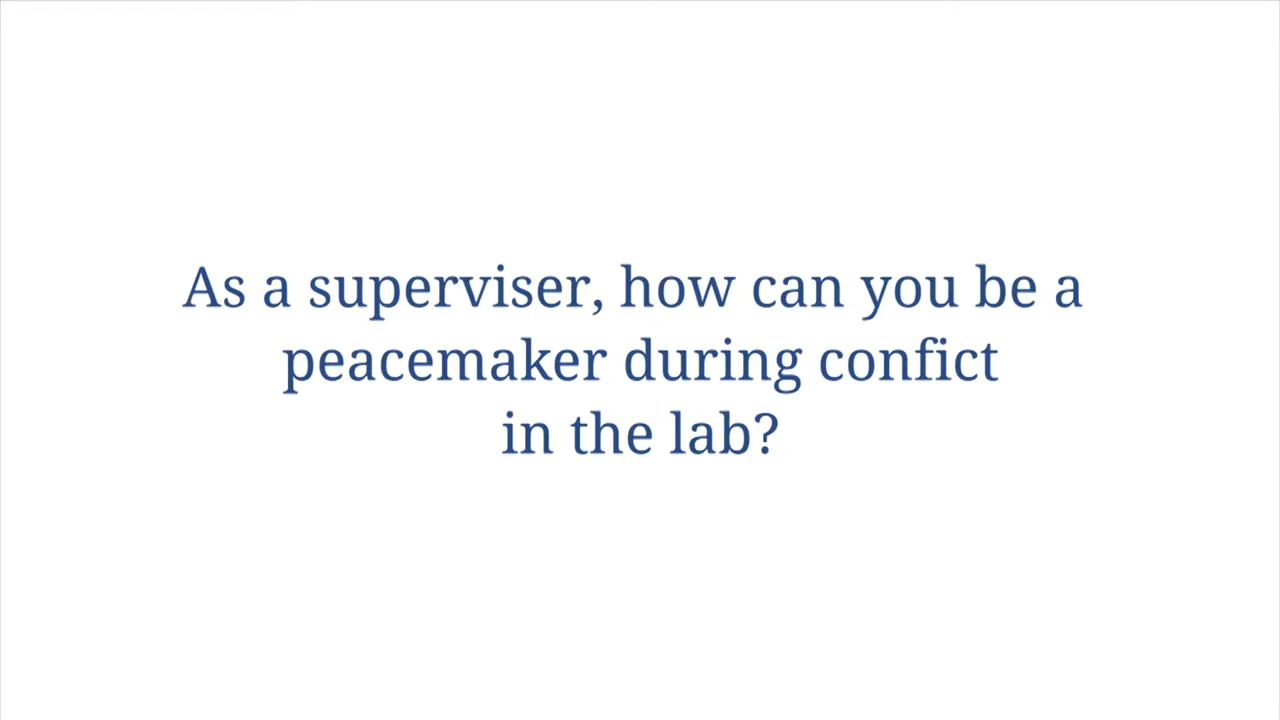 As a superviser, how can you be a
peacemaker during confict
in the lab?